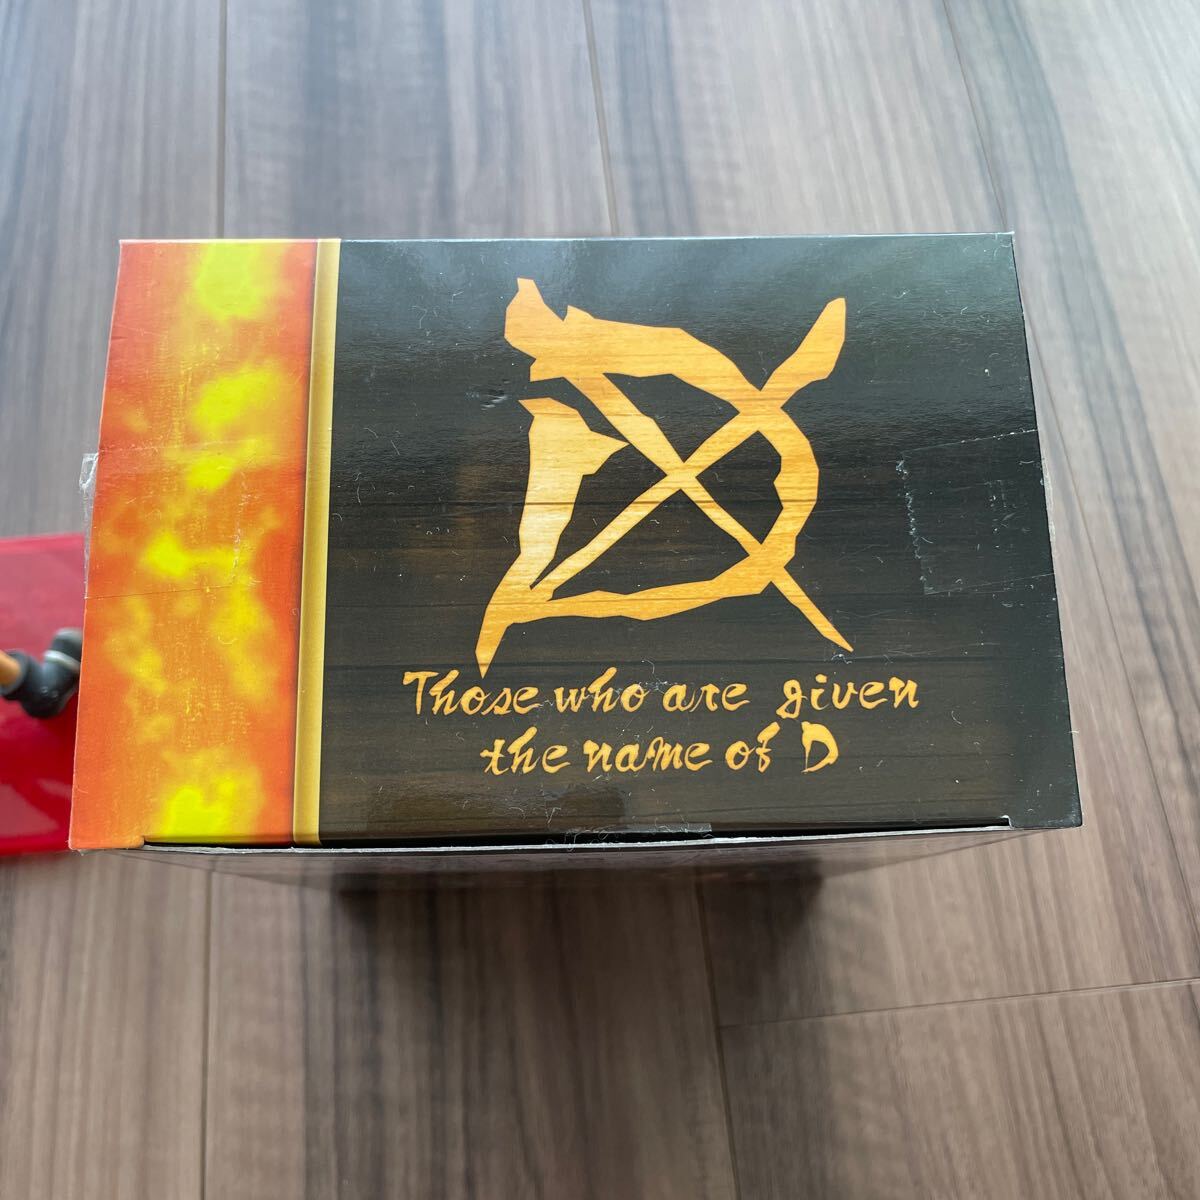 D
Those who are given
the name of D